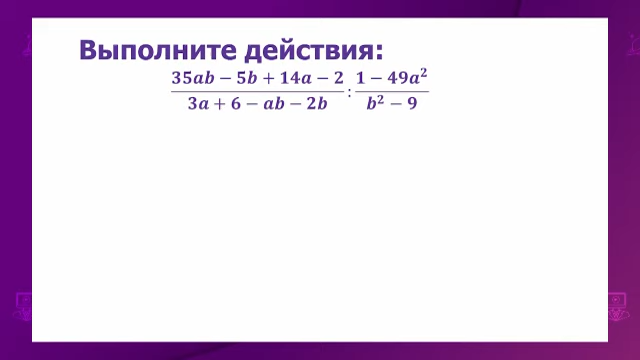 Выполните действия:
35ab − 5b + 14a − 2 / 3a + 6 − ab − 2b : 1 − 49a² / b² − 9